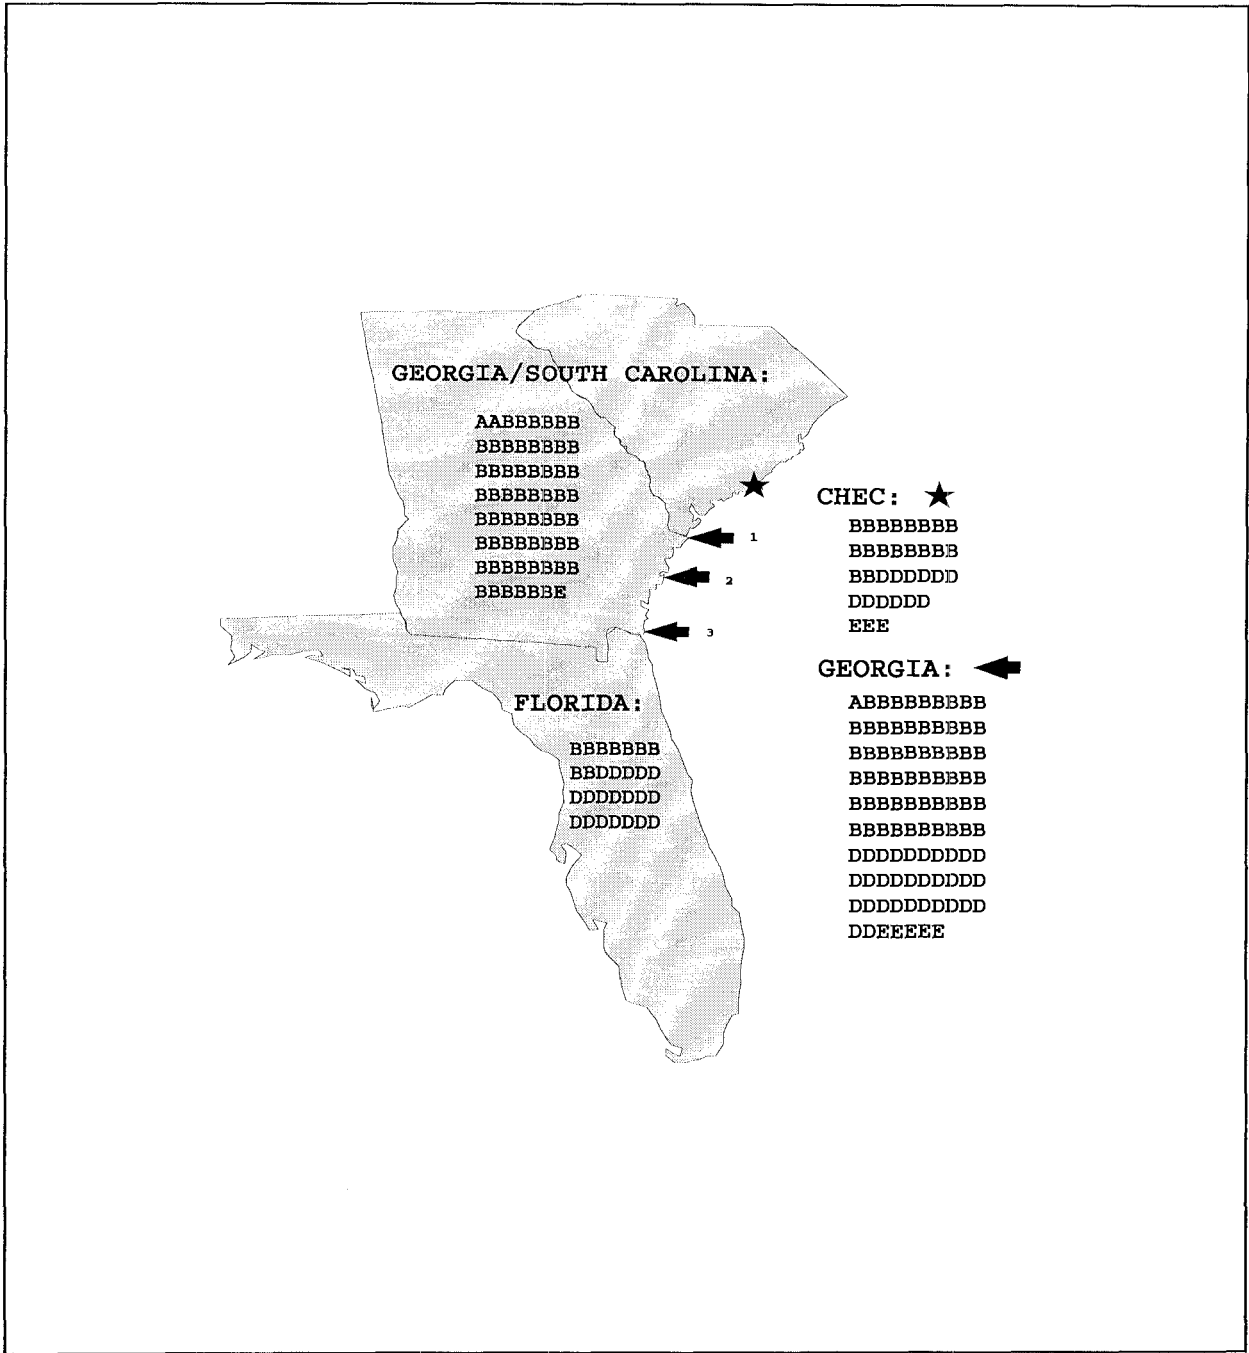 GEORGIA/SOUTH CAROLINA:
AABBBBBB
BBBBBBBB
BBBBBBBB
BBBBBBBB
BBBBBBBB
BBBBBBBB
BBBBBBBB
BBBBBBE
CHEC:
BBBBBBBB
BBBBBBBB
BBDDDDDD
DDDDDD
EEE
1
2
3
GEORGIA:
ABBBBBBBBB
BBBBBBBBBB
BBBBBBBBBB
BBBBBBBBBB
BBBBBBBBBB
BBBBBBBBBB
DDDDDDDDDD
DDDDDDDDDD
DDDDDDDDDD
DDEEEEE
FLORIDA:
BBBBBBB
BBDDDDD
DDDDDDD
DDDDDDD